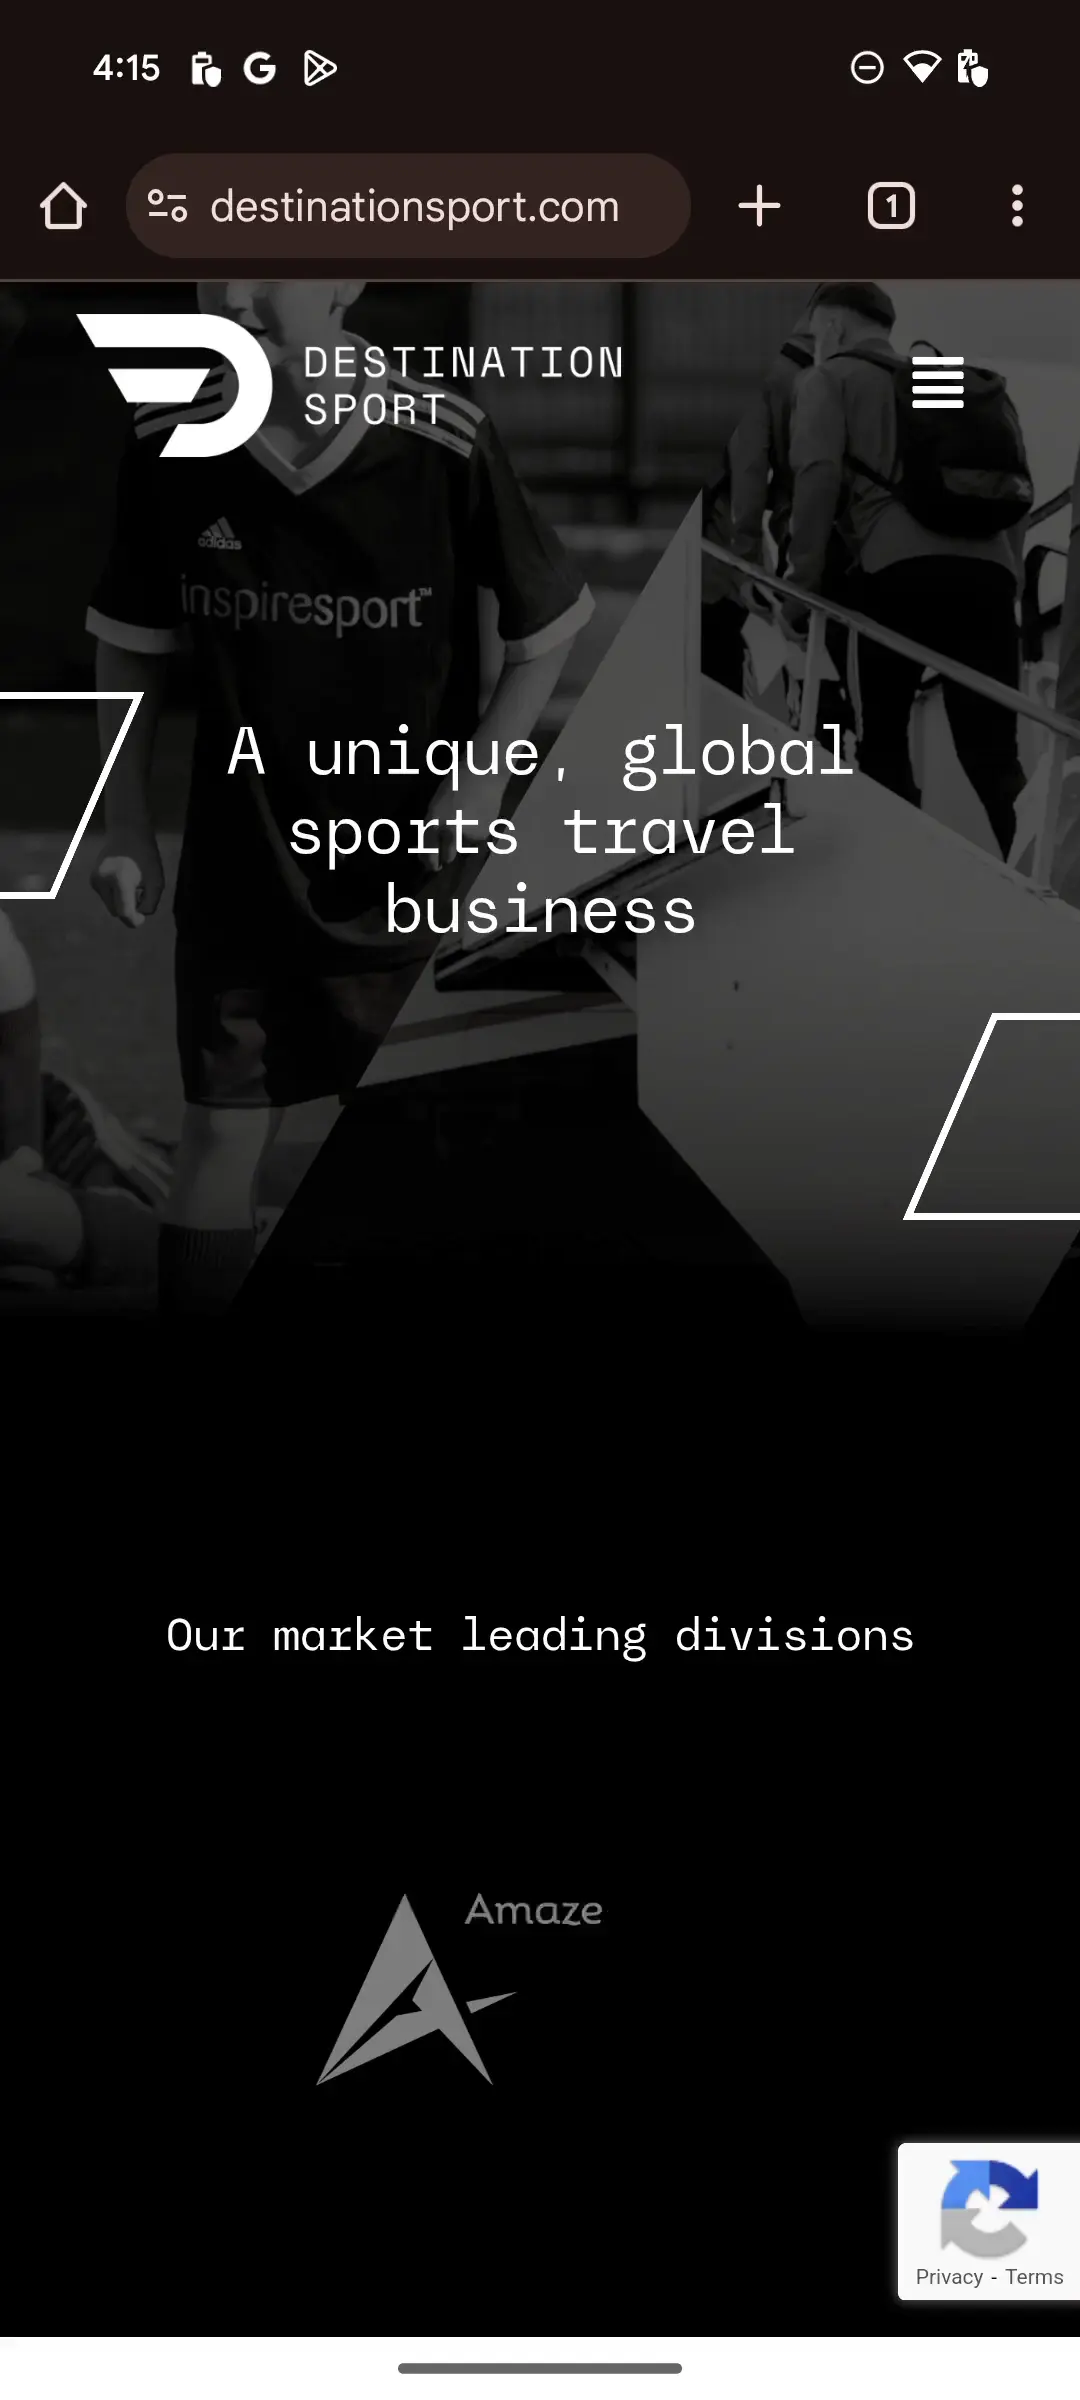 4:15
destinationsport.com
1
DESTINATION
SPORT
adidas
inspiresport™
A unique, global
sports travel
business
Our market leading divisions
Amaze
Privacy - Terms